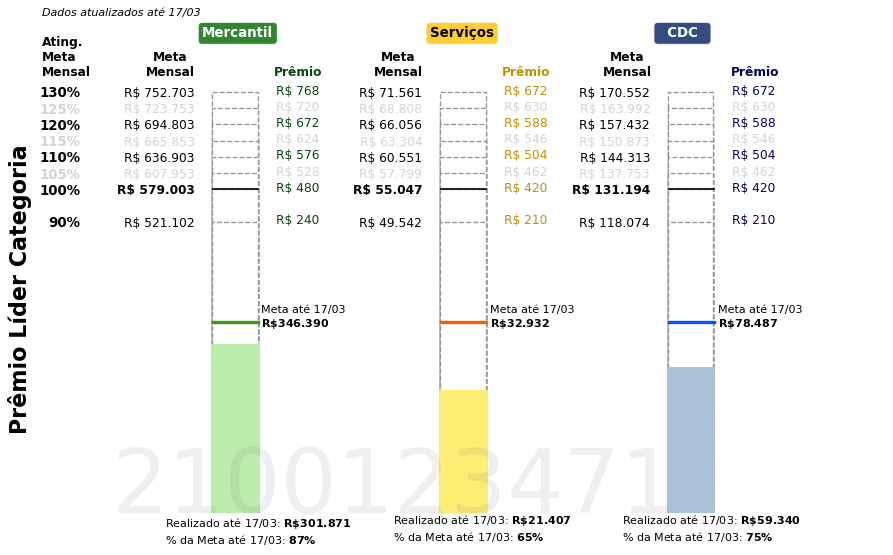 Dados atualizados até 17/03
Mercantil Serviços CDC
Ating.
Meta Meta Meta Meta
Mensal Mensal Prêmio Mensal Prêmio Mensal Prêmio
130% R$ 752.703 R$ 768 R$ 71.561 R$ 672 R$ 170.552 R$ 672
125% R$ 723.753 R$ 720 R$ 68.808 R$ 630 R$ 163.992 R$ 630
120% R$ 694.803 R$ 672 R$ 66.056 R$ 588 R$ 157.432 R$ 588
115% R$ 665.853 R$ 624 R$ 63.304 R$ 546 R$ 150.873 R$ 546
110% R$ 636.903 R$ 576 R$ 60.551 R$ 504 R$ 144.313 R$ 504
105% R$ 607.953 R$ 528 R$ 57.799 R$ 462 R$ 137.753 R$ 462
100% R$ 579.003 R$ 480 R$ 55.047 R$ 420 R$ 131.194 R$ 420
90% R$ 521.102 R$ 240 R$ 49.542 R$ 210 R$ 118.074 R$ 210
Prêmio Líder Categoria
Meta até 17/03 Meta até 17/03 Meta até 17/03
R$346.390 R$32.932 R$78.487
2100123471
Realizado até 17/03: R$301.871 Realizado até 17/03: R$21.407 Realizado até 17/03: R$59.340
% da Meta até 17/03: 87% % da Meta até 17/03: 65% % da Meta até 17/03: 75%